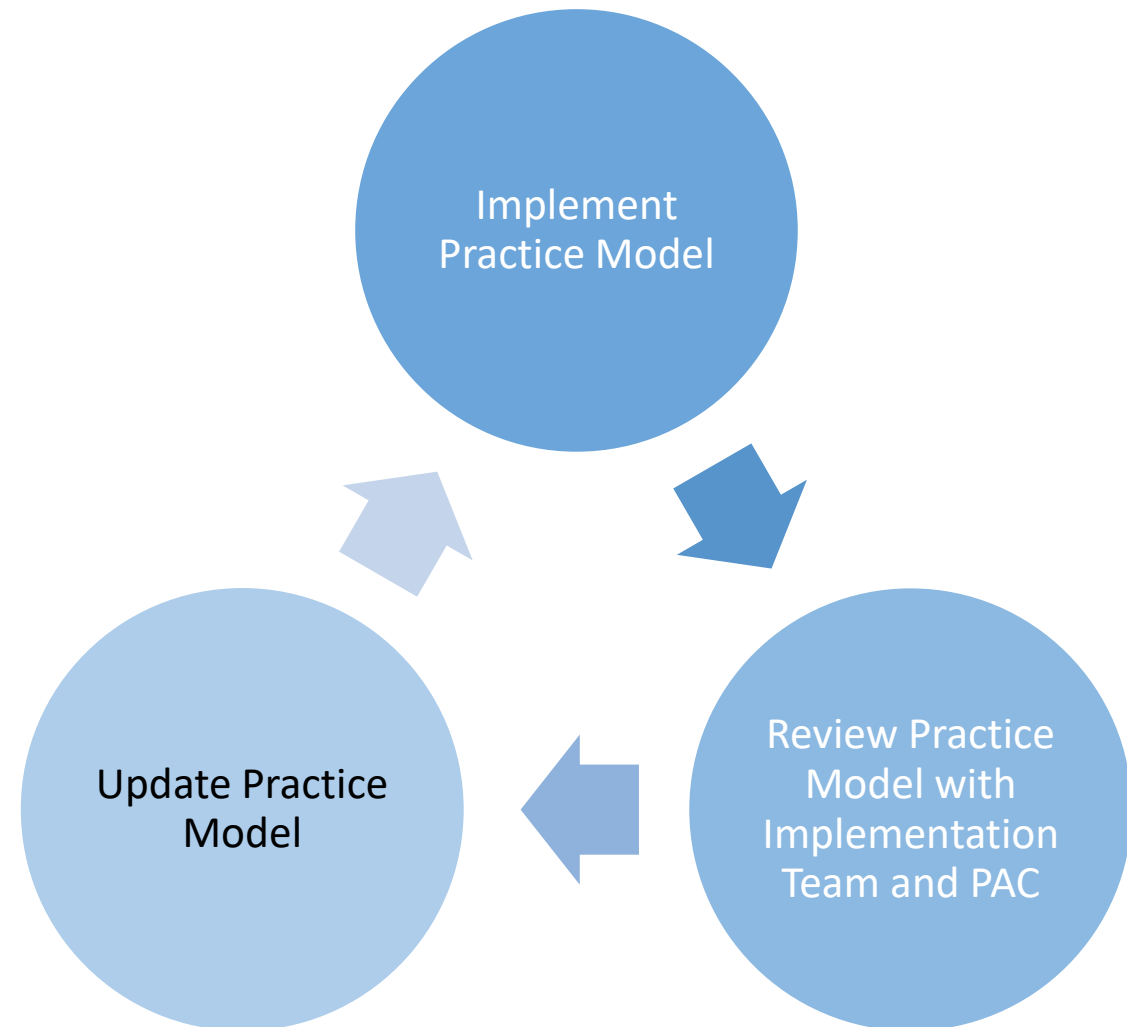 Implement
Practice Model
Review Practice
Model with
Implementation
Team and PAC
Update Practice
Model